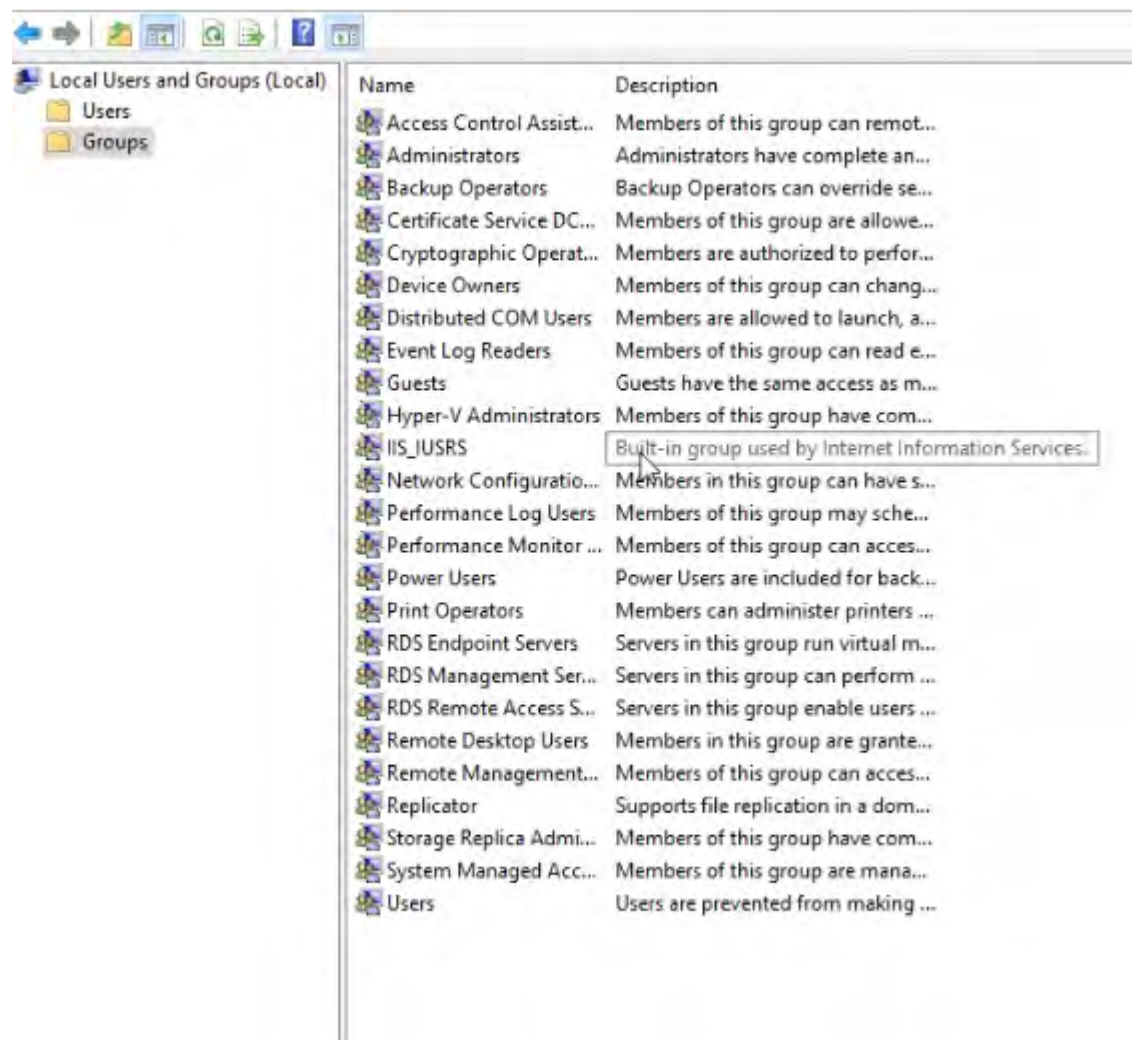 Local Users and Groups (Local)
Users
Groups
Name Description
Access Control Assist... Members of this group can remot...
Administrators Administrators have complete an...
Backup Operators Backup Operators can override se...
Certificate Service DC... Members of this group are allowe...
Cryptographic Operat... Members are authorized to perfor...
Device Owners Members of this group can chang...
Distributed COM Users Members are allowed to launch, a...
Event Log Readers Members of this group can read e...
Guests Guests have the same access as m...
Hyper-V Administrators Members of this group have com...
IIS_IUSRS Built-in group used by Internet Information Services.
Network Configuratio... Members in this group can have s...
Performance Log Users Members of this group may sche...
Performance Monitor ... Members of this group can acces...
Power Users Power Users are included for back...
Print Operators Members can administer printers ...
RDS Endpoint Servers Servers in this group run virtual m...
RDS Management Ser... Servers in this group can perform ...
RDS Remote Access S... Servers in this group enable users ...
Remote Desktop Users Members in this group are grante...
Remote Management... Members of this group can acces...
Replicator Supports file replication in a dom...
Storage Replica Admi... Members of this group have com...
System Managed Acc... Members of this group are mana...
Users Users are prevented from making ...